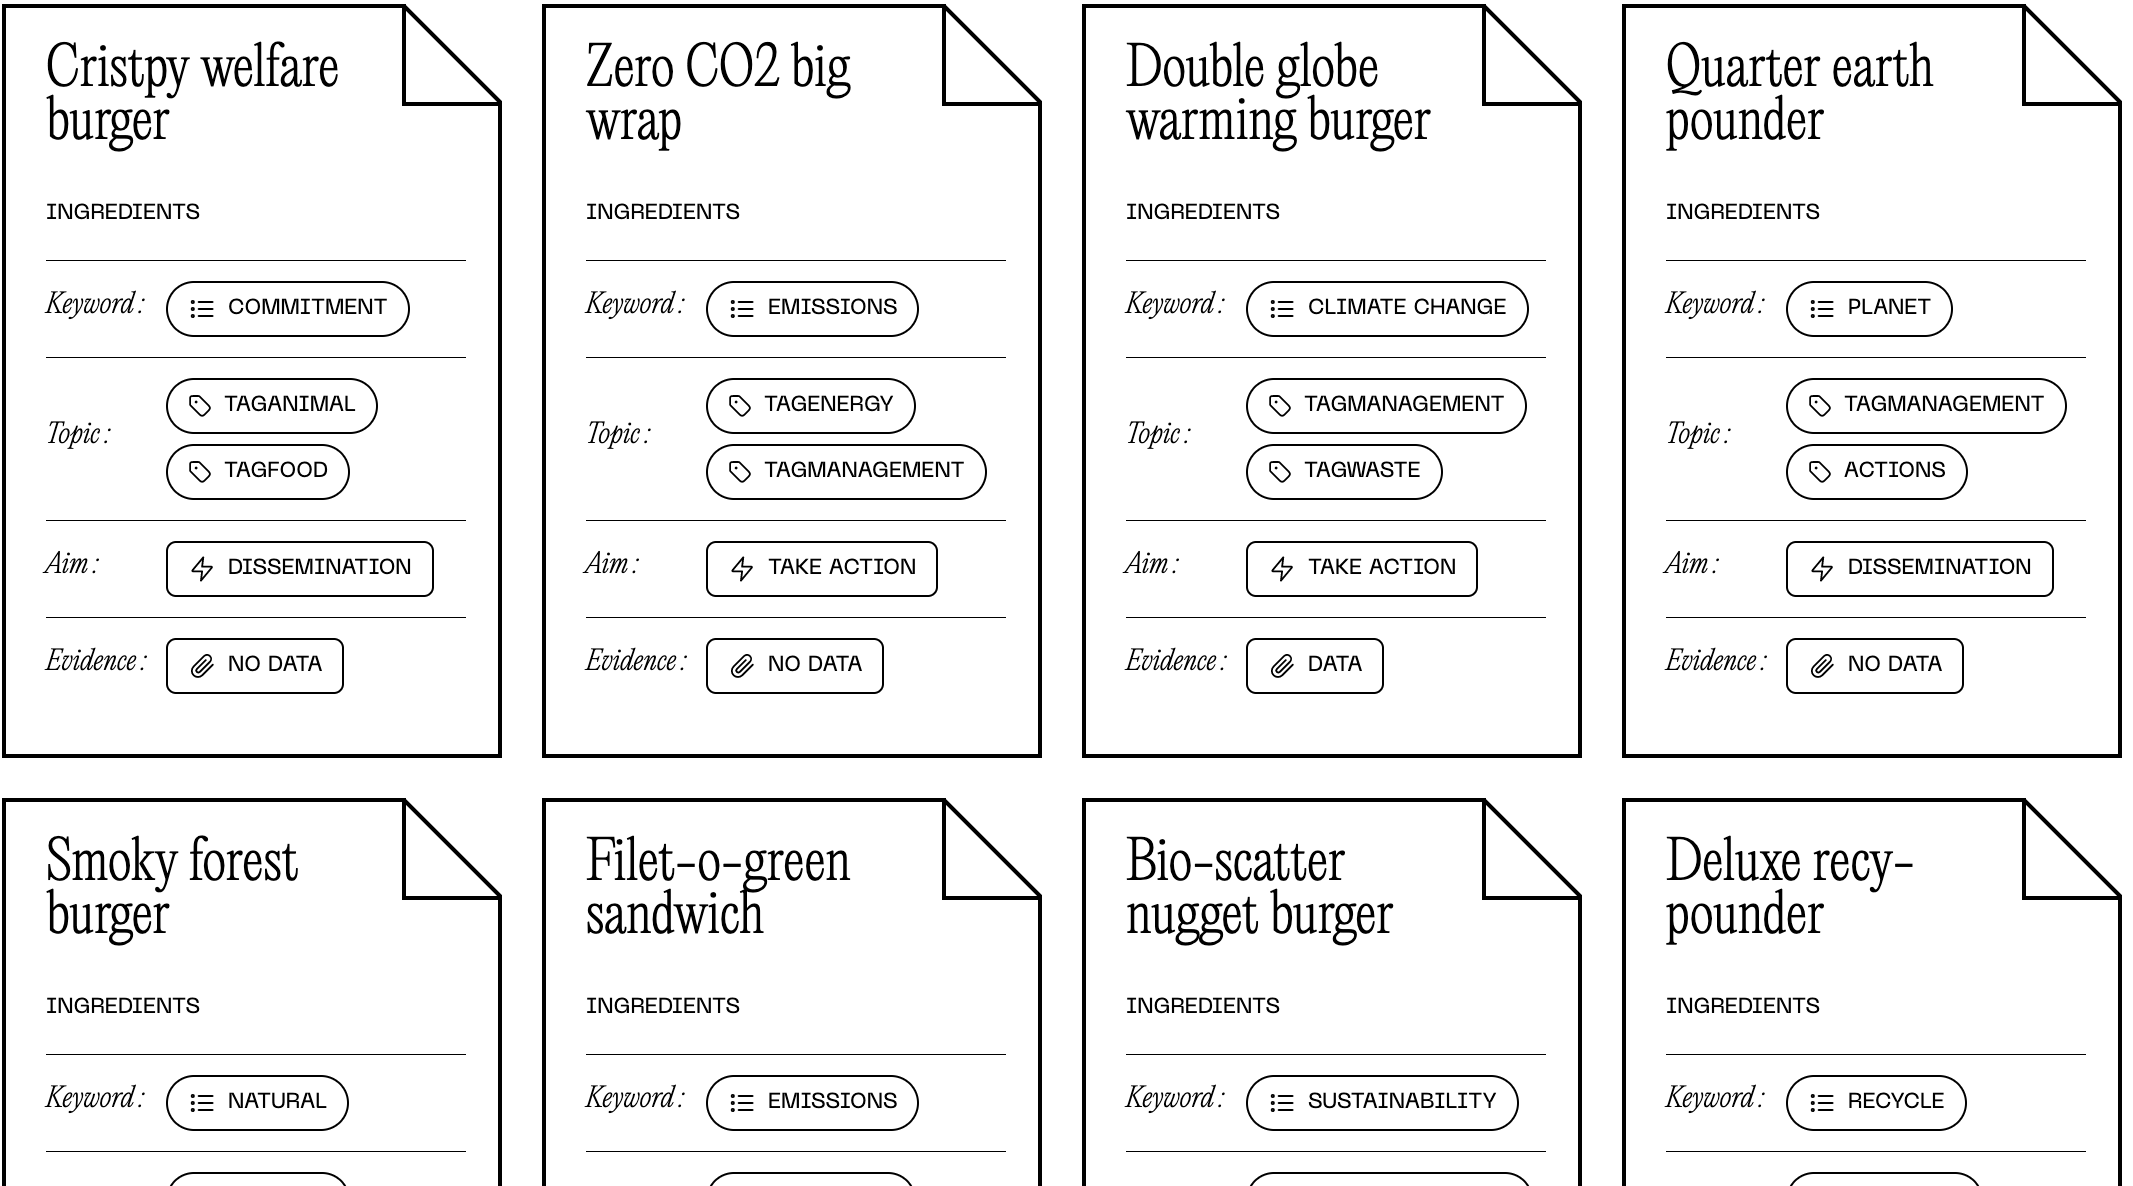 Cristpy welfare
burger
INGREDIENTS
Keyword: COMMITMENT
Topic: TAGANIMAL
TAGFOOD
Aim: DISSEMINATION
Evidence: NO DATA
Zero CO2 big
wrap
INGREDIENTS
Keyword: EMISSIONS
Topic: TAGENERGY
TAGMANAGEMENT
Aim: TAKE ACTION
Evidence: NO DATA
Double globe
warming burger
INGREDIENTS
Keyword: CLIMATE CHANGE
Topic: TAGMANAGEMENT
TAGWASTE
Aim: TAKE ACTION
Evidence: DATA
Quarter earth
pounder
INGREDIENTS
Keyword: PLANET
Topic: TAGMANAGEMENT
ACTIONS
Aim: DISSEMINATION
Evidence: NO DATA
Smoky forest
burger
INGREDIENTS
Keyword: NATURAL
Filet-o-green
sandwich
INGREDIENTS
Keyword: EMISSIONS
Bio-scatter
nugget burger
INGREDIENTS
Keyword: SUSTAINABILITY
Deluxe recy-
pounder
INGREDIENTS
Keyword: RECYCLE